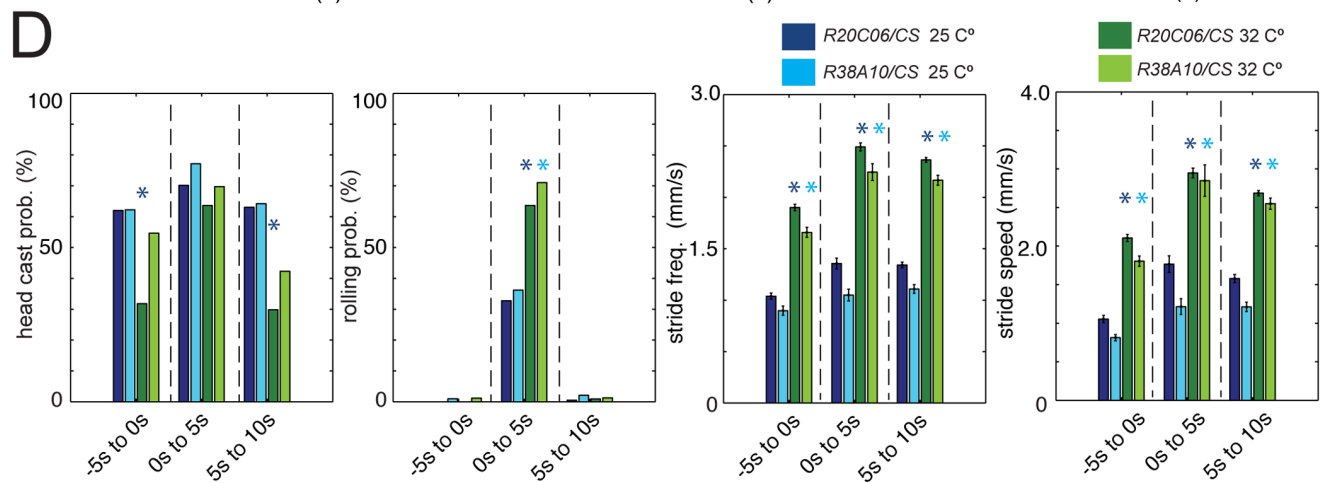 D
R20C06/CS 25 Cº
R38A10/CS 25 Cº
R20C06/CS 32 Cº
R38A10/CS 32 Cº
head cast prob. (%)
100
50
0
* *
-5s to 0s
0s to 5s
5s to 10s
rolling prob. (%)
100
50
0
* *
-5s to 0s
0s to 5s
5s to 10s
stride freq. (mm/s)
3.0
1.5
0
* * * * * *
-5s to 0s
0s to 5s
5s to 10s
stride speed (mm/s)
4.0
2.0
0
* * * * * *
-5s to 0s
0s to 5s
5s to 10s